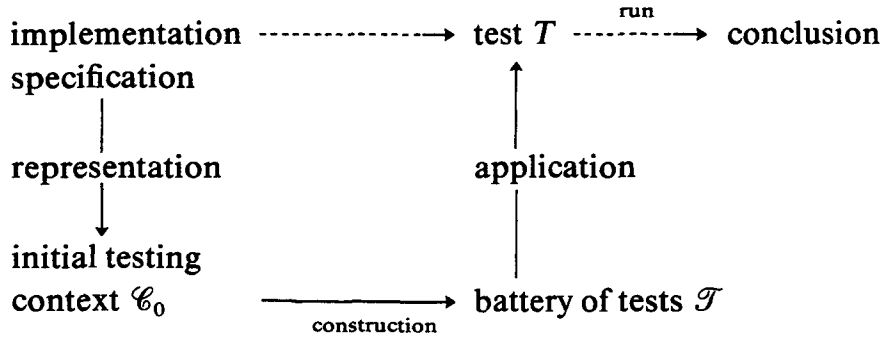 run
implementation test T conclusion
specification
representation application
initial testing
context 𝒞₀ battery of tests 𝒯
construction